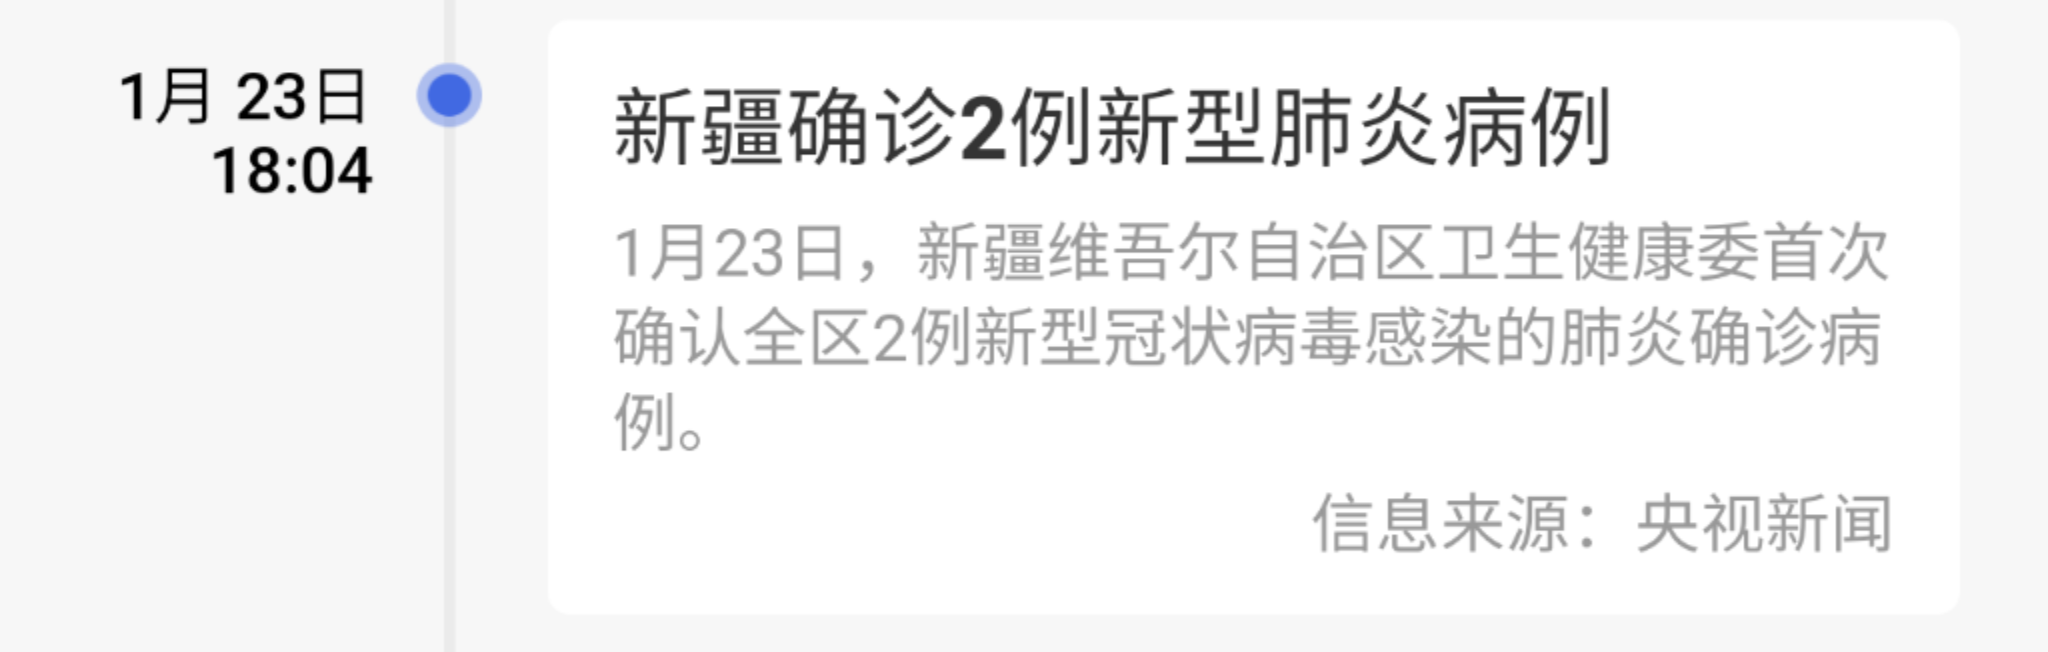 1月 23日
18:04
新疆确诊2例新型肺炎病例
1月23日，新疆维吾尔自治区卫生健康委首次
确认全区2例新型冠状病毒感染的肺炎确诊病
例。
信息来源：央视新闻